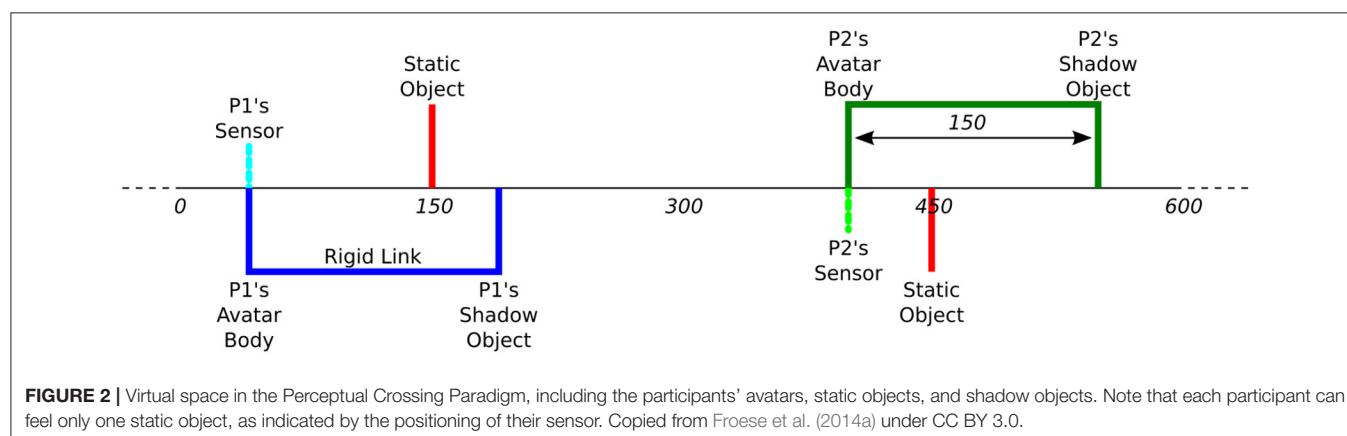 P1's
Sensor
Static
Object
P2's
Avatar
Body
P2's
Shadow
Object
150
0
150
300
450
600
Rigid Link
P1's
Avatar
Body
P1's
Shadow
Object
P2's
Sensor
Static
Object
FIGURE 2 | Virtual space in the Perceptual Crossing Paradigm, including the participants' avatars, static objects, and shadow objects. Note that each participant can
feel only one static object, as indicated by the positioning of their sensor. Copied from Froese et al. (2014a) under CC BY 3.0.